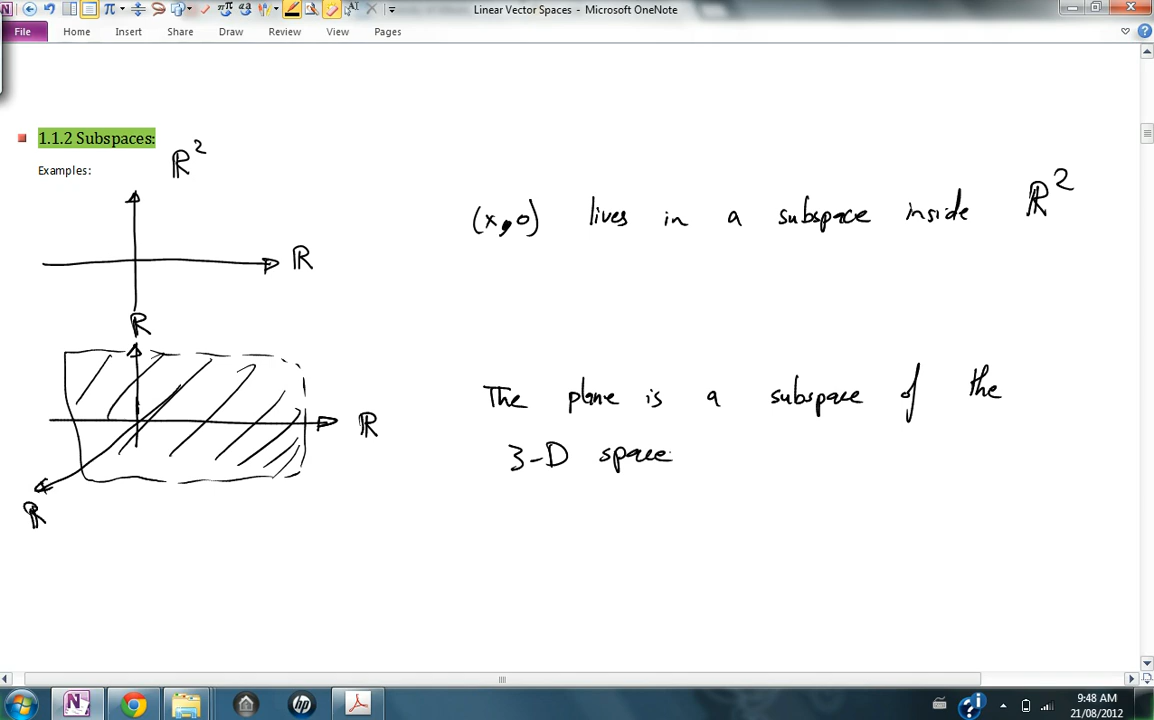 Linear Vector Spaces - Microsoft OneNote
File Home Insert Share Draw Review View Pages
1.1.2 Subspaces:
Examples:
ℝ²
(x,0) lives in a subspace inside ℝ²
ℝ
ℝ
The plane is a subspace of the
3-D space
ℝ
ℝ
9:48 AM
21/08/2012